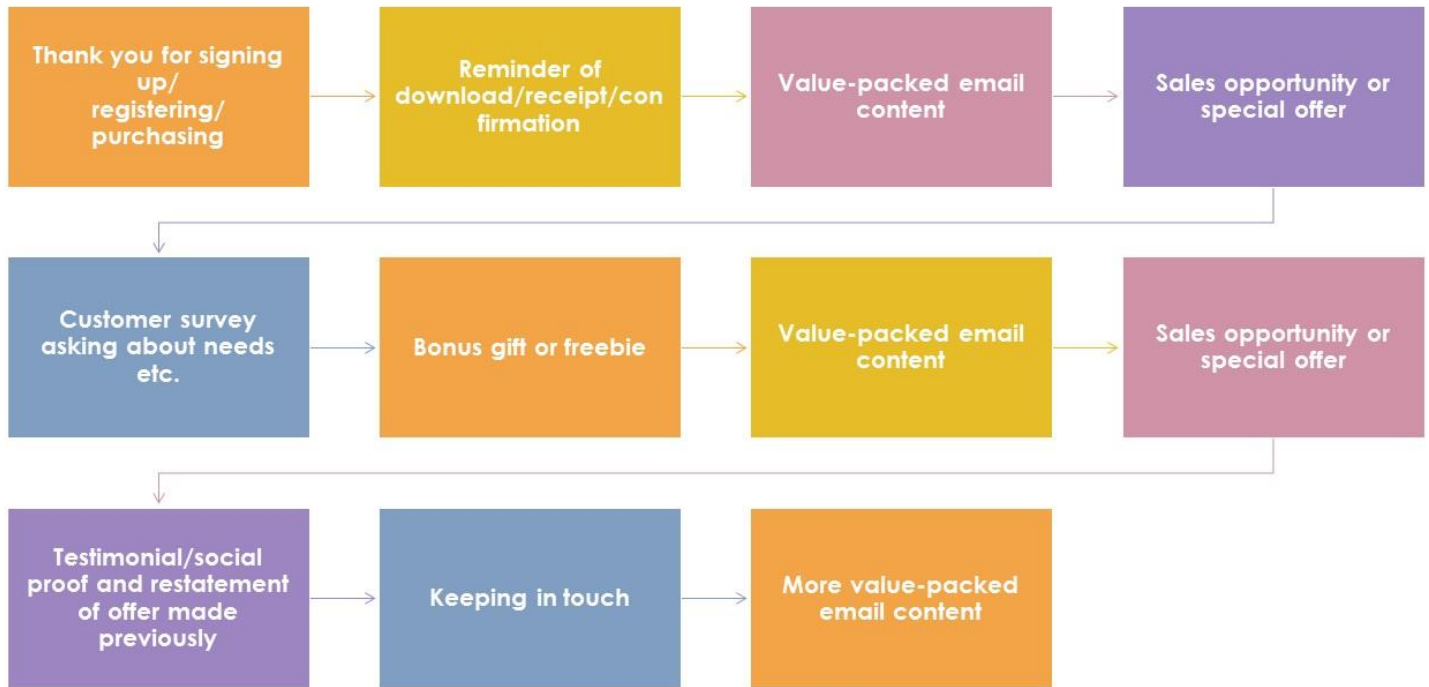 Thank you for signing
up/
registering/
purchasing
Reminder of
download/receipt/con
firmation
Value-packed email
content
Sales opportunity or
special offer
Customer survey
asking about needs
etc.
Bonus gift or freebie
Value-packed email
content
Sales opportunity or
special offer
Testimonial/social
proof and restatement
of offer made
previously
Keeping in touch
More value-packed
email content